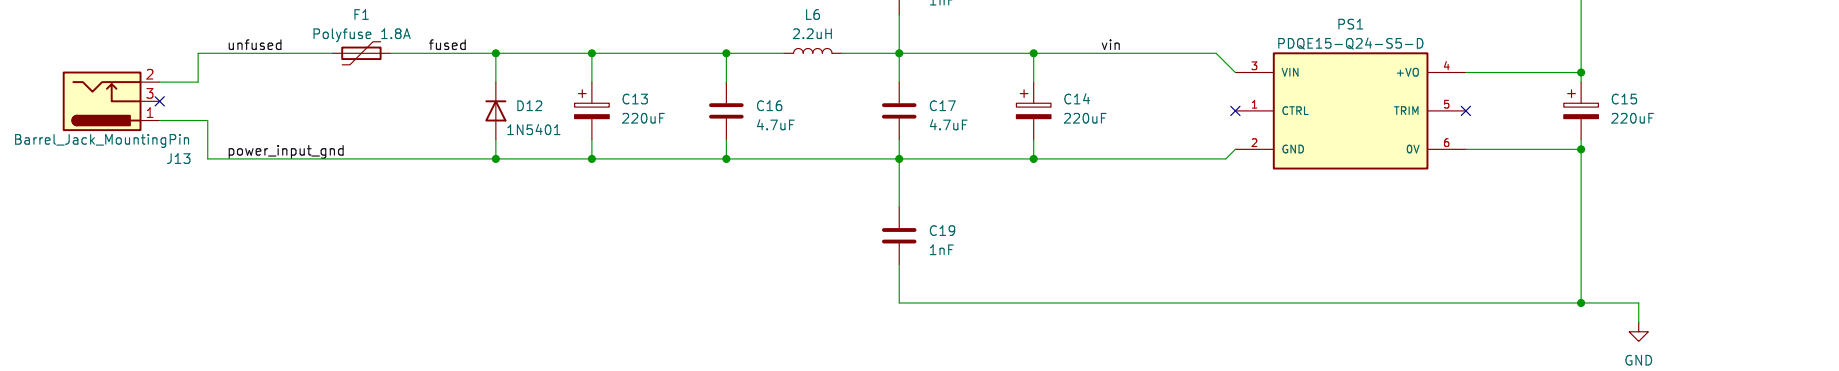 1nF
F1
Polyfuse_1.8A
L6
2.2uH
PS1
PDQE15-Q24-S5-D
unfused
fused
vin
2
3
1
Barrel_Jack_MountingPin
J13
power_input_gnd
D12
1N5401
C13
220uF
C16
4.7uF
C17
4.7uF
C14
220uF
3
VIN
+VO
4
1
CTRL
TRIM
5
2
GND
0V
6
C15
220uF
C19
1nF
GND